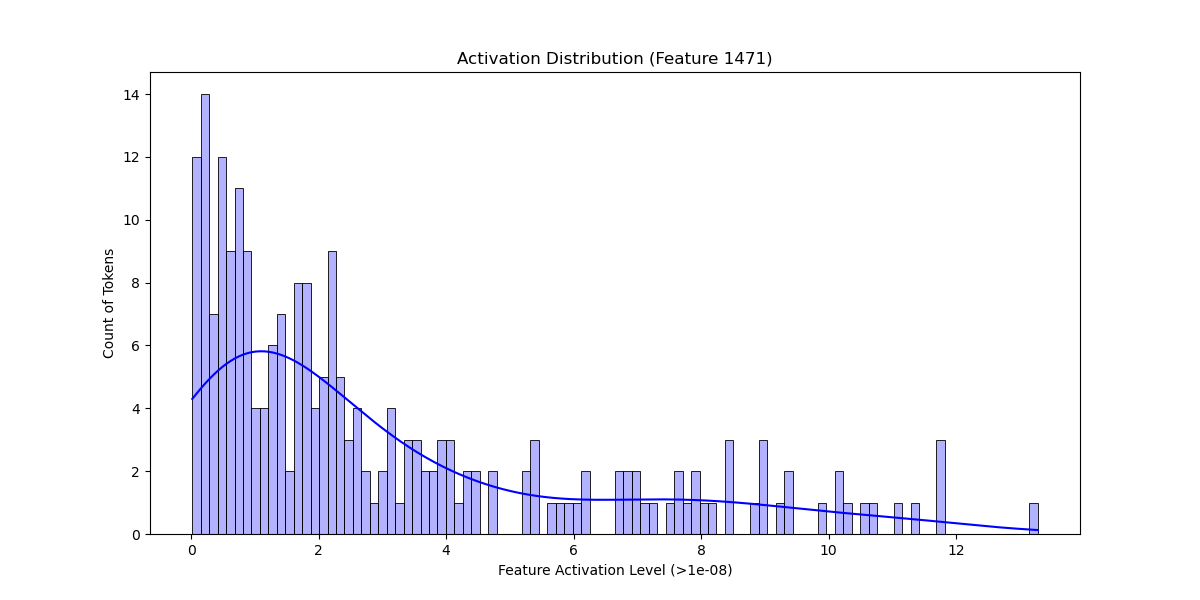 Activation Distribution (Feature 1471)
14
12
10
8
6
4
2
0
Count of Tokens
0 2 4 6 8 10 12
Feature Activation Level (>1e-08)